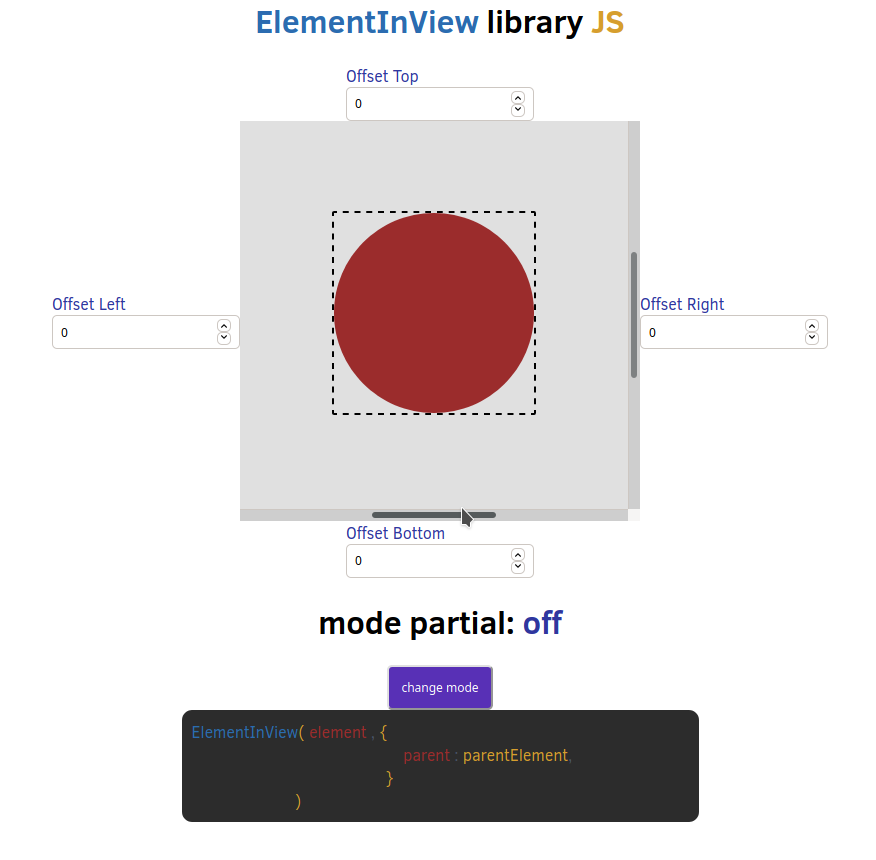 ElementInView library JS
Offset Top
0
Offset Left
0
Offset Right
0
Offset Bottom
0
mode partial: off
change mode
ElementInView( element , {
parent : parentElement,
}
)